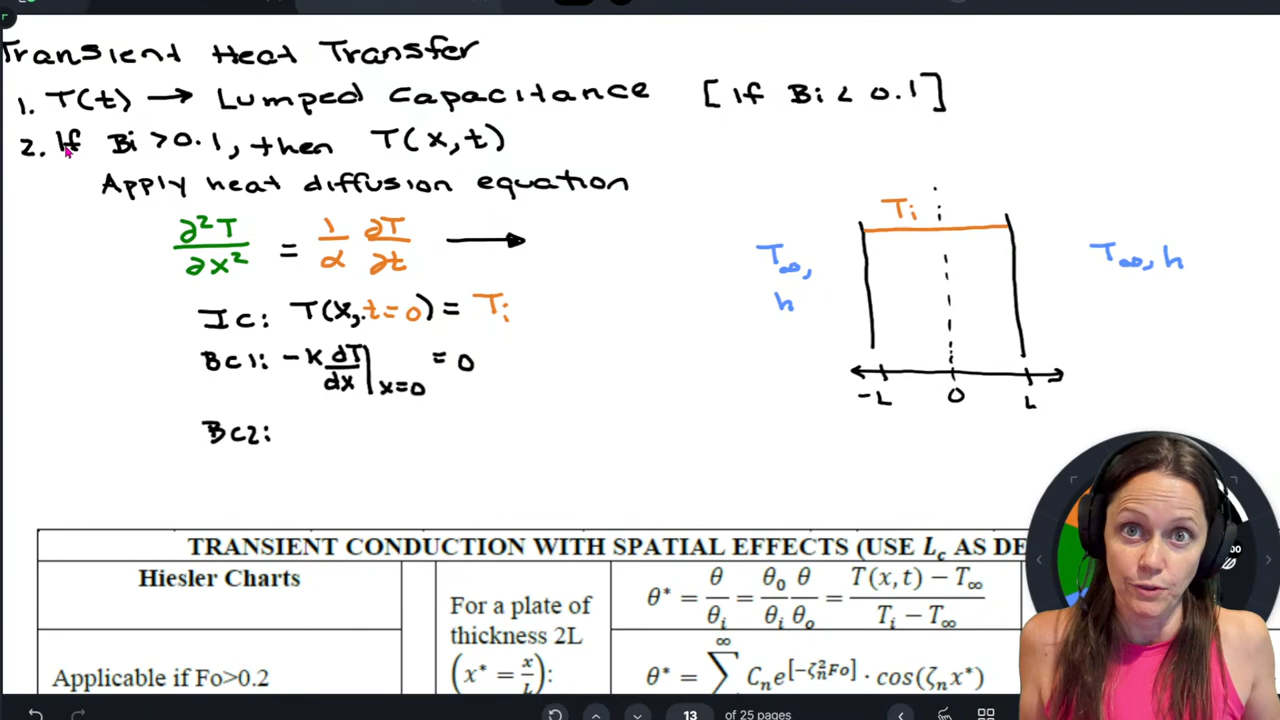 Transient Heat Transfer
1. T(t) → Lumped Capacitance [If Bi < 0.1]
2. If Bi > 0.1, then T(x,t)
Apply heat diffusion equation
∂²T/∂x² = 1/α ∂T/∂t →
IC: T(x, t=0) = Ti
BC1: -k dT/dx |x=0 = 0
BC2:
Ti
T∞, h
T∞, h
-L 0 L
TRANSIENT CONDUCTION WITH SPATIAL EFFECTS (USE Lc AS DE
Hiesler Charts
Applicable if Fo>0.2
For a plate of
thickness 2L
(x* = x/L):
θ* = θ/θi = θ0/θi θ/θo = T(x, t) − T∞ / Ti − T∞
θ* = ∑ ∞ Cn e^[−ζn²Fo] · cos(ζn x*)
13 of 25 pages